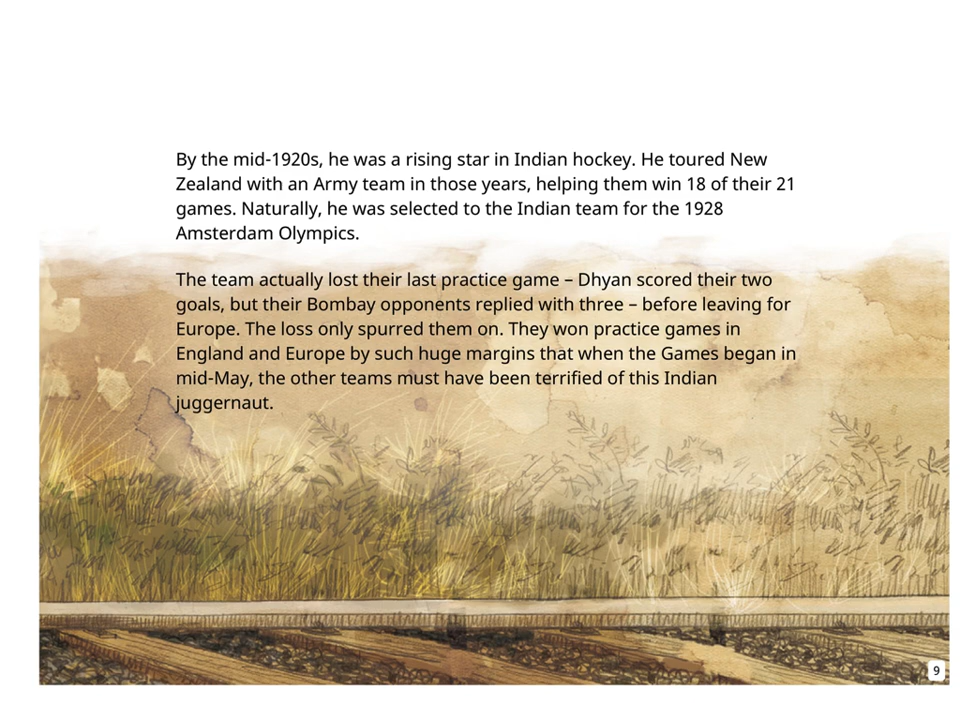 By the mid-1920s, he was a rising star in Indian hockey. He toured New
Zealand with an Army team in those years, helping them win 18 of their 21
games. Naturally, he was selected to the Indian team for the 1928
Amsterdam Olympics.
The team actually lost their last practice game – Dhyan scored their two
goals, but their Bombay opponents replied with three – before leaving for
Europe. The loss only spurred them on. They won practice games in
England and Europe by such huge margins that when the Games began in
mid-May, the other teams must have been terrified of this Indian
juggernaut.
9